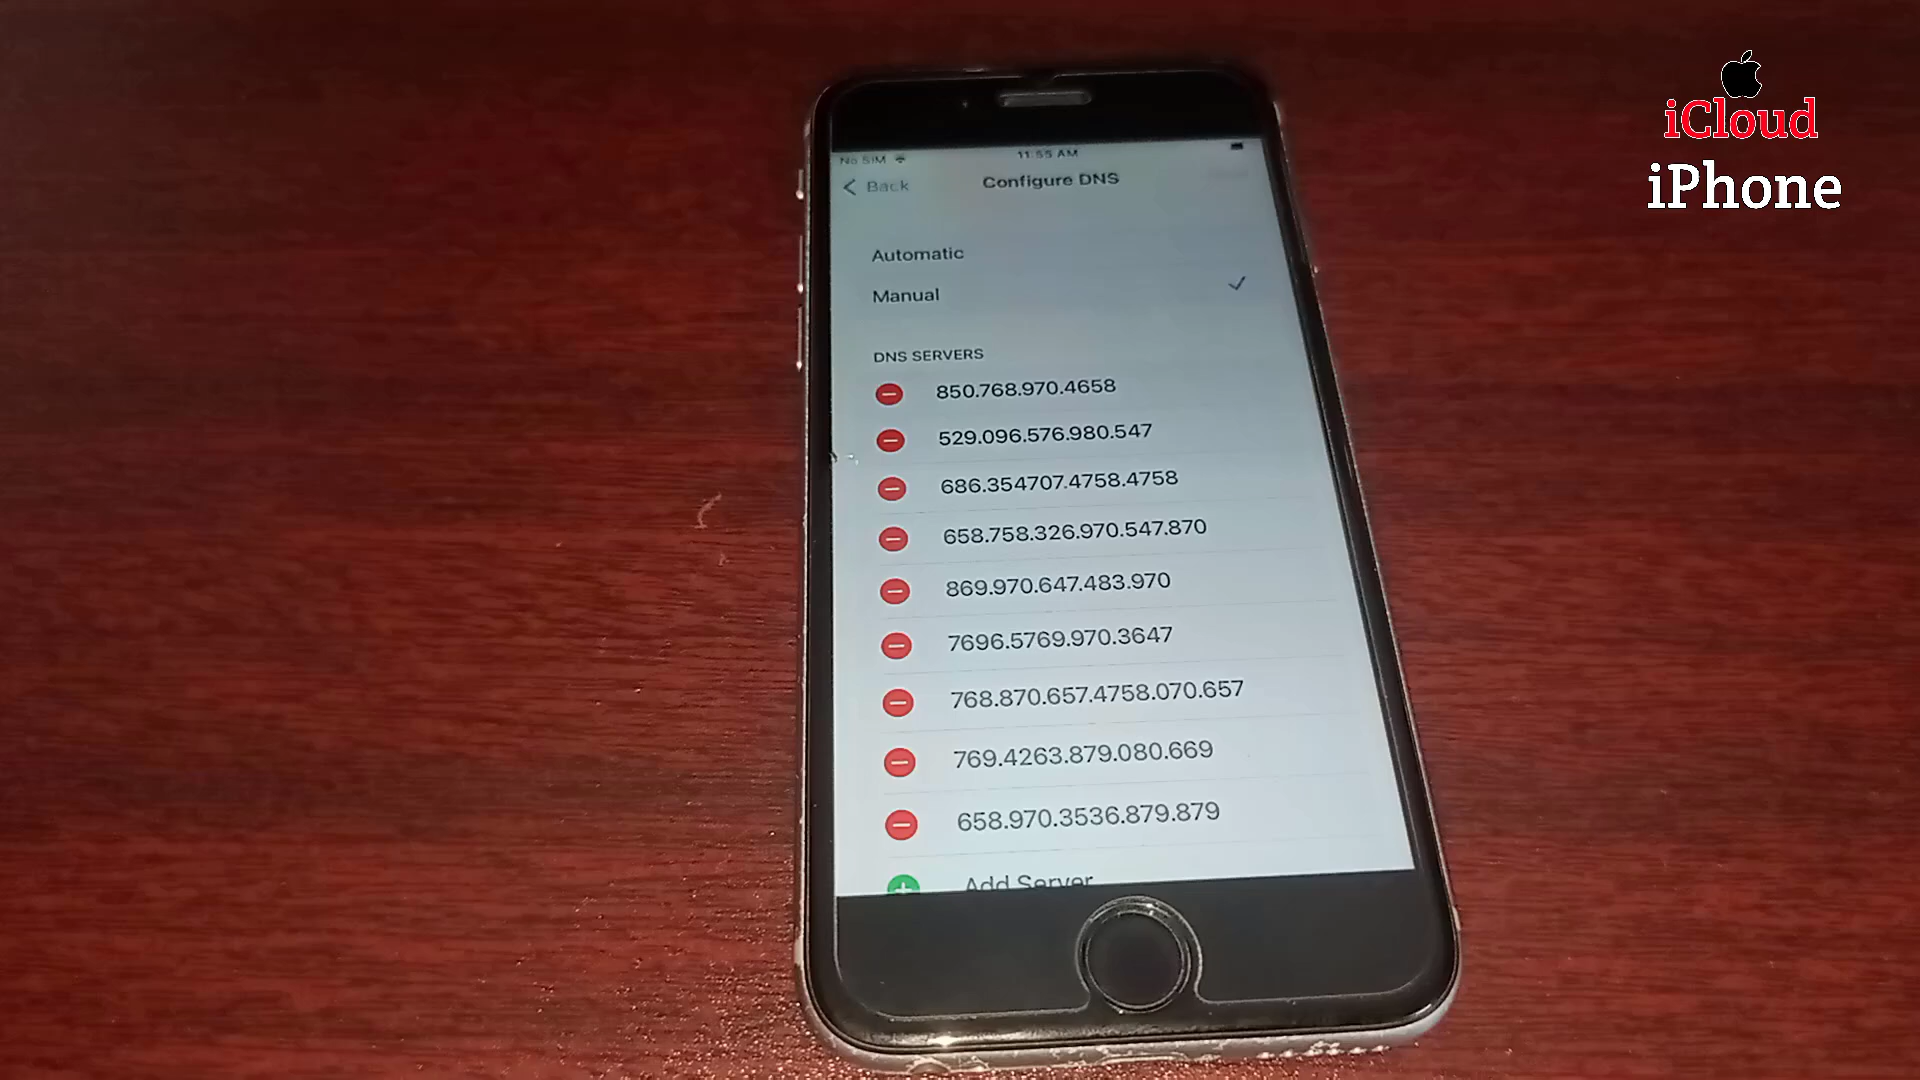 iCloud
iPhone
No SIM
11:55 AM
Back
Configure DNS
Automatic
Manual
DNS SERVERS
850.768.970.4658
529.096.576.980.547
686.354707.4758.4758
658.758.326.970.547.870
869.970.647.483.970
7696.5769.970.3647
768.870.657.4758.070.657
769.4263.879.080.669
658.970.3536.879.879
Add Server